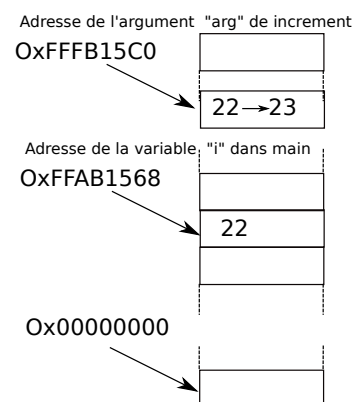 Adresse de l'argument "arg" de increment
OxFFFB15C0
22→23
Adresse de la variable "i" dans main
OxFFAB1568
22
Ox00000000